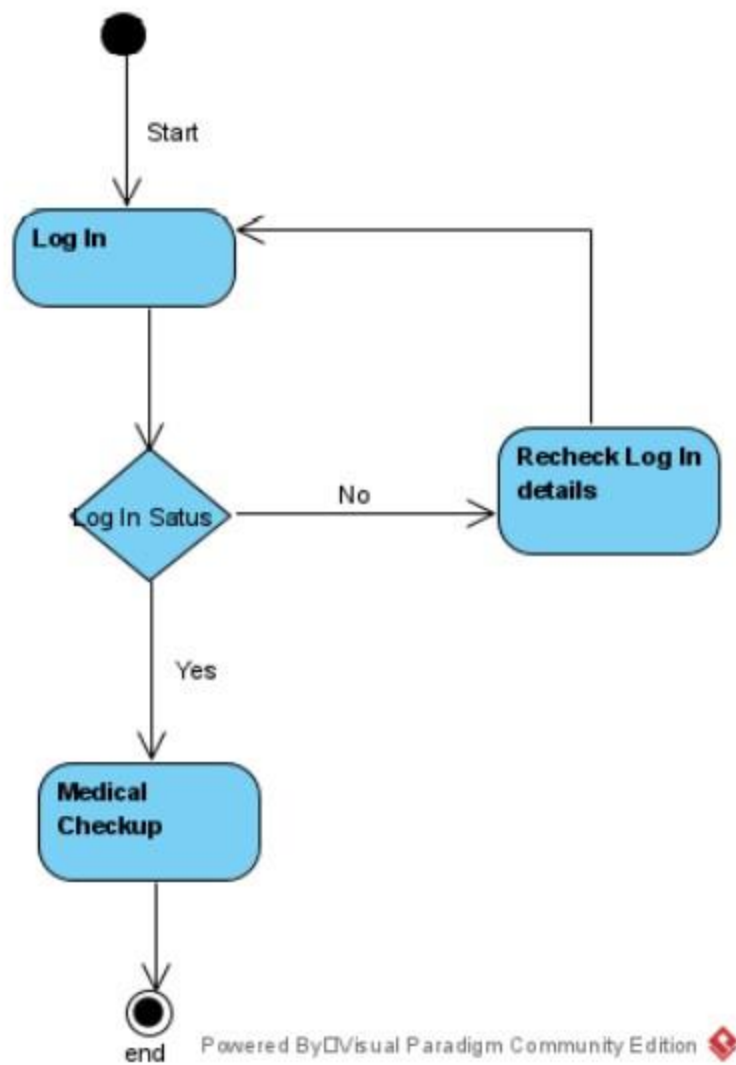 Start
Log In
Recheck Log In
details
No
Log In Satus
Yes
Medical
Checkup
end
Powered By□Visual Paradigm Community Edition